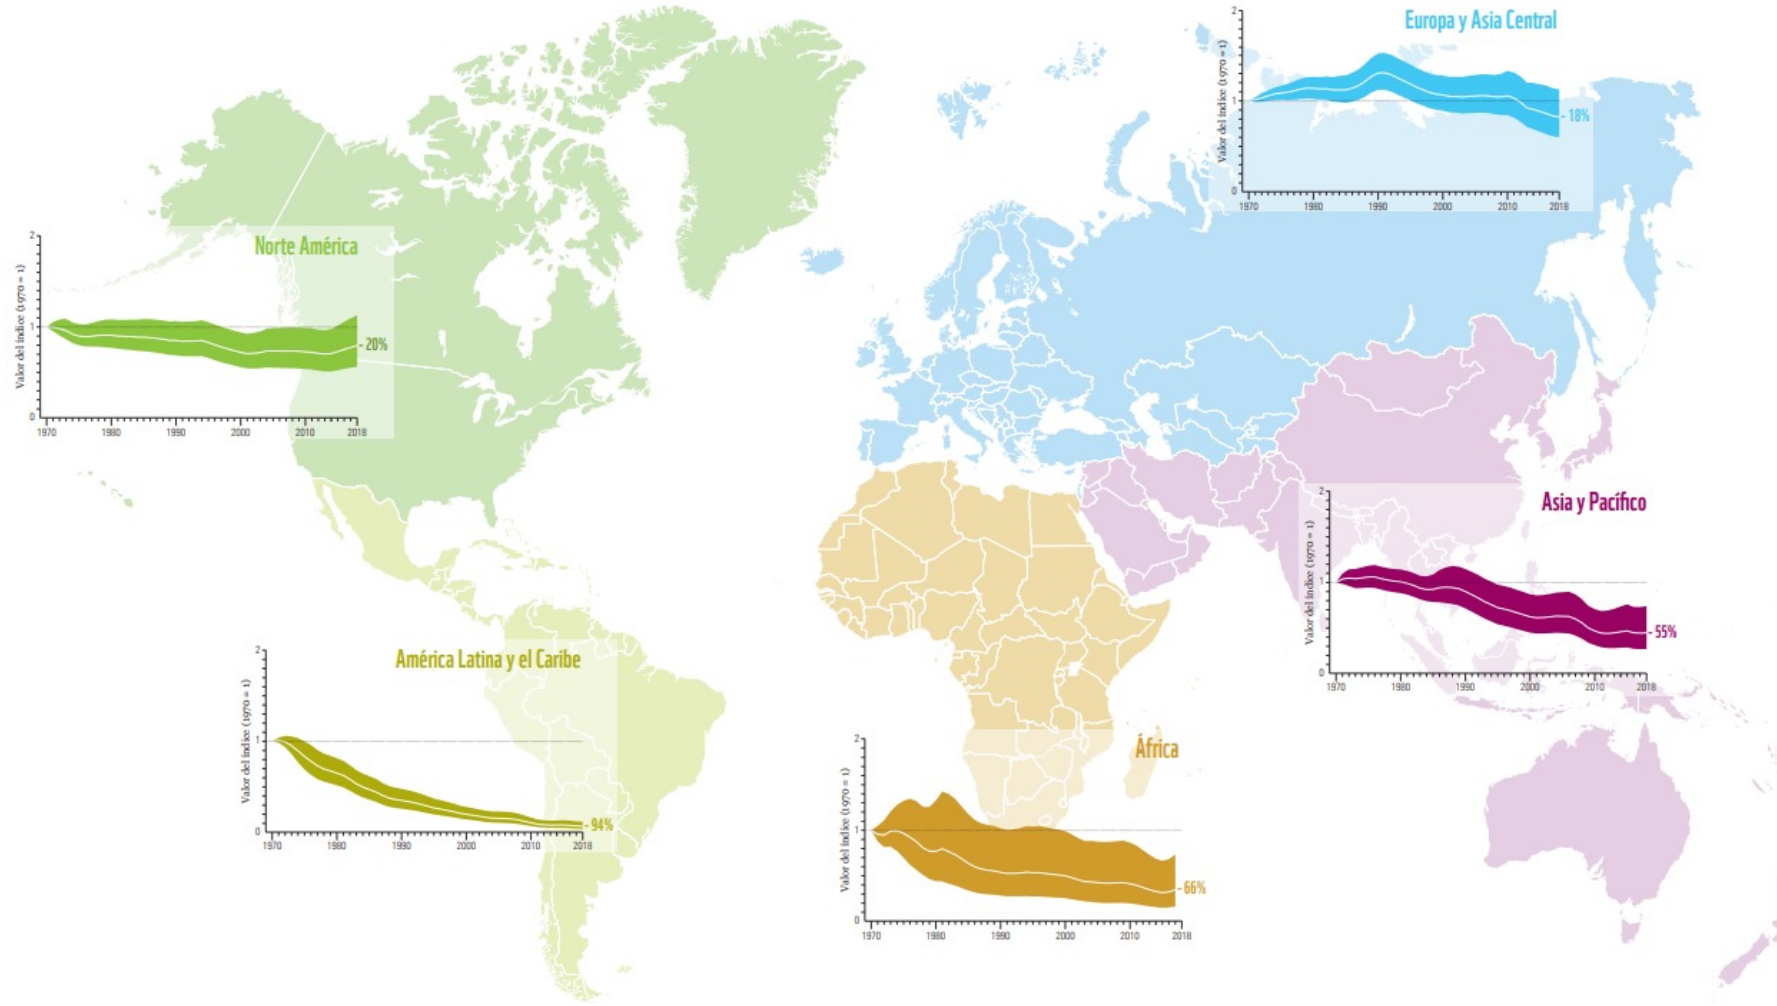 Europa y Asia Central
Valor del índice (1970 = 1)
2
1
0
- 18%
1970 1980 1990 2000 2010 2018
Norte América
Valor del índice (1970 = 1)
2
1
0
- 20%
1970 1980 1990 2000 2010 2018
Asia y Pacífico
Valor del índice (1970 = 1)
2
1
0
- 55%
1970 1980 1990 2000 2010 2018
América Latina y el Caribe
Valor del índice (1970 = 1)
2
1
0
- 94%
1970 1980 1990 2000 2010 2018
África
Valor del índice (1970 = 1)
2
1
0
- 66%
1970 1980 1990 2000 2010 2018